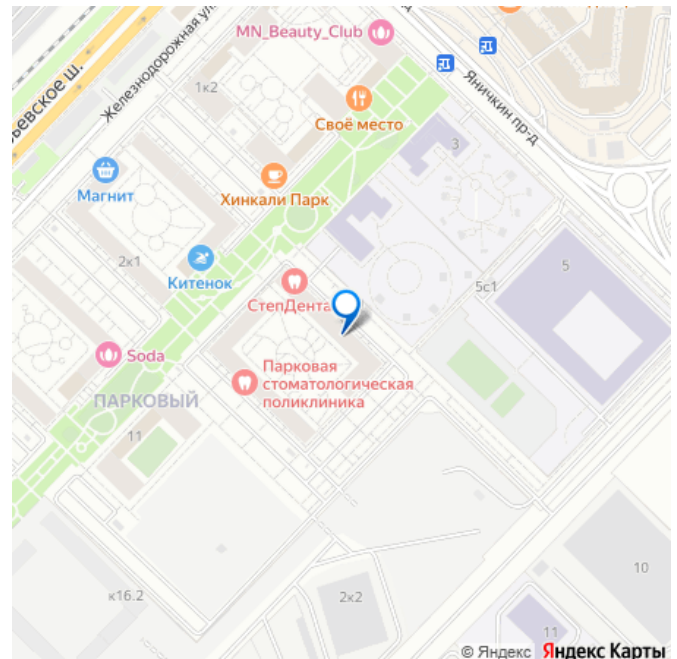 MN_Beauty_Club
Железнодорожная ул
ьевское ш.
1к2
Яничкин пр-д
Своё место
3
Магнит
Хинкали Парк
2к1
Китенок
5
5с1
СтепДента
Soda
Парковая
стоматологическая
поликлиника
ПАРКОВЫЙ
11
10
к16.2
2к2
11
© Яндекс Яндекс Карты